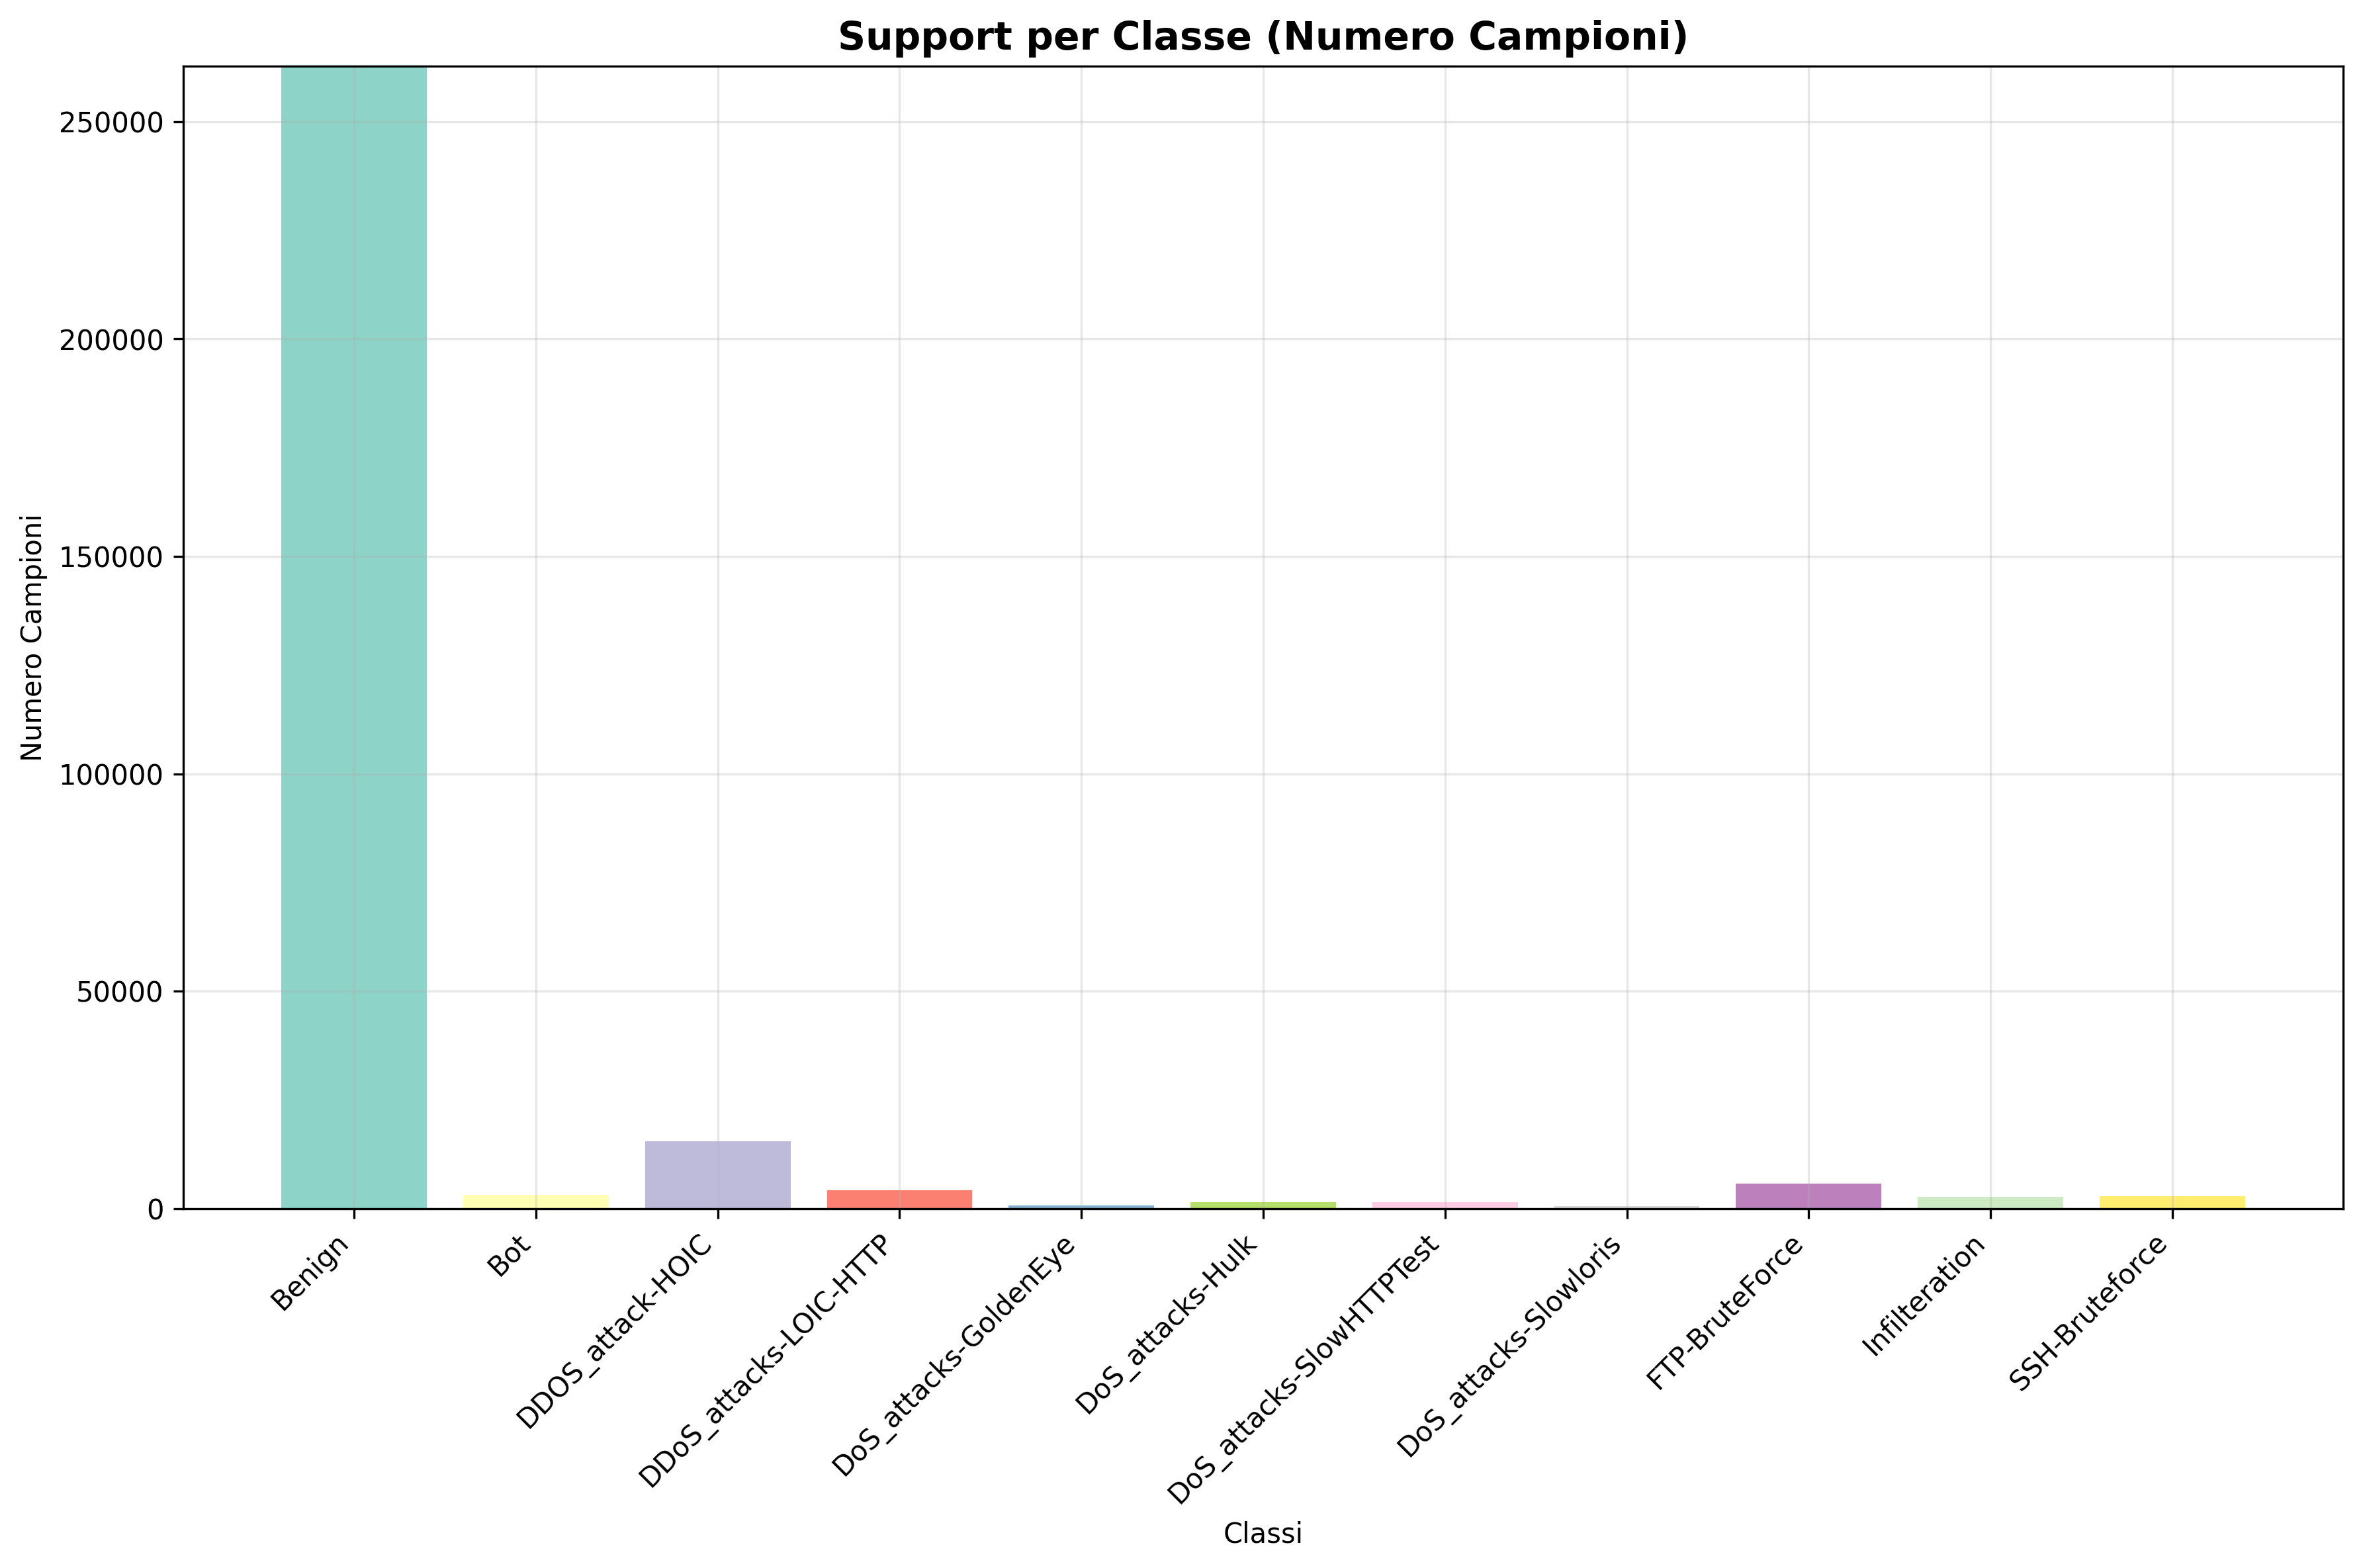 Support per Classe (Numero Campioni)
Numero Campioni
250000
200000
150000
100000
50000
0
Benign
Bot
DDOS_attack-HOIC
DDoS_attacks-LOIC-HTTP
DoS_attacks-GoldenEye
DoS_attacks-Hulk
DoS_attacks-SlowHTTPTest
DoS_attacks-Slowloris
FTP-BruteForce
Infilteration
SSH-Bruteforce
Classi